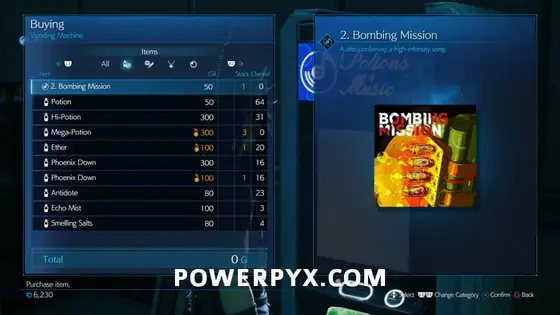 Buying
Vending Machine
Items
All
Item Gil Stock Owned
2. Bombing Mission 50 1 0
Potion 50 64
Hi-Potion 300 31
Mega-Potion 300 3 0
Ether 100 1 20
Phoenix Down 300 16
Phoenix Down 100 1 16
Antidote 80 23
Echo Mist 100 3
Smelling Salts 80 4
Total 0 G
Purchase item.
6,230
2. Bombing Mission
A disc containing a high-intensity song.
Potions
&
Music
BOMBING
MISSION
POWERPYX.COM
Select Change Category Confirm Back